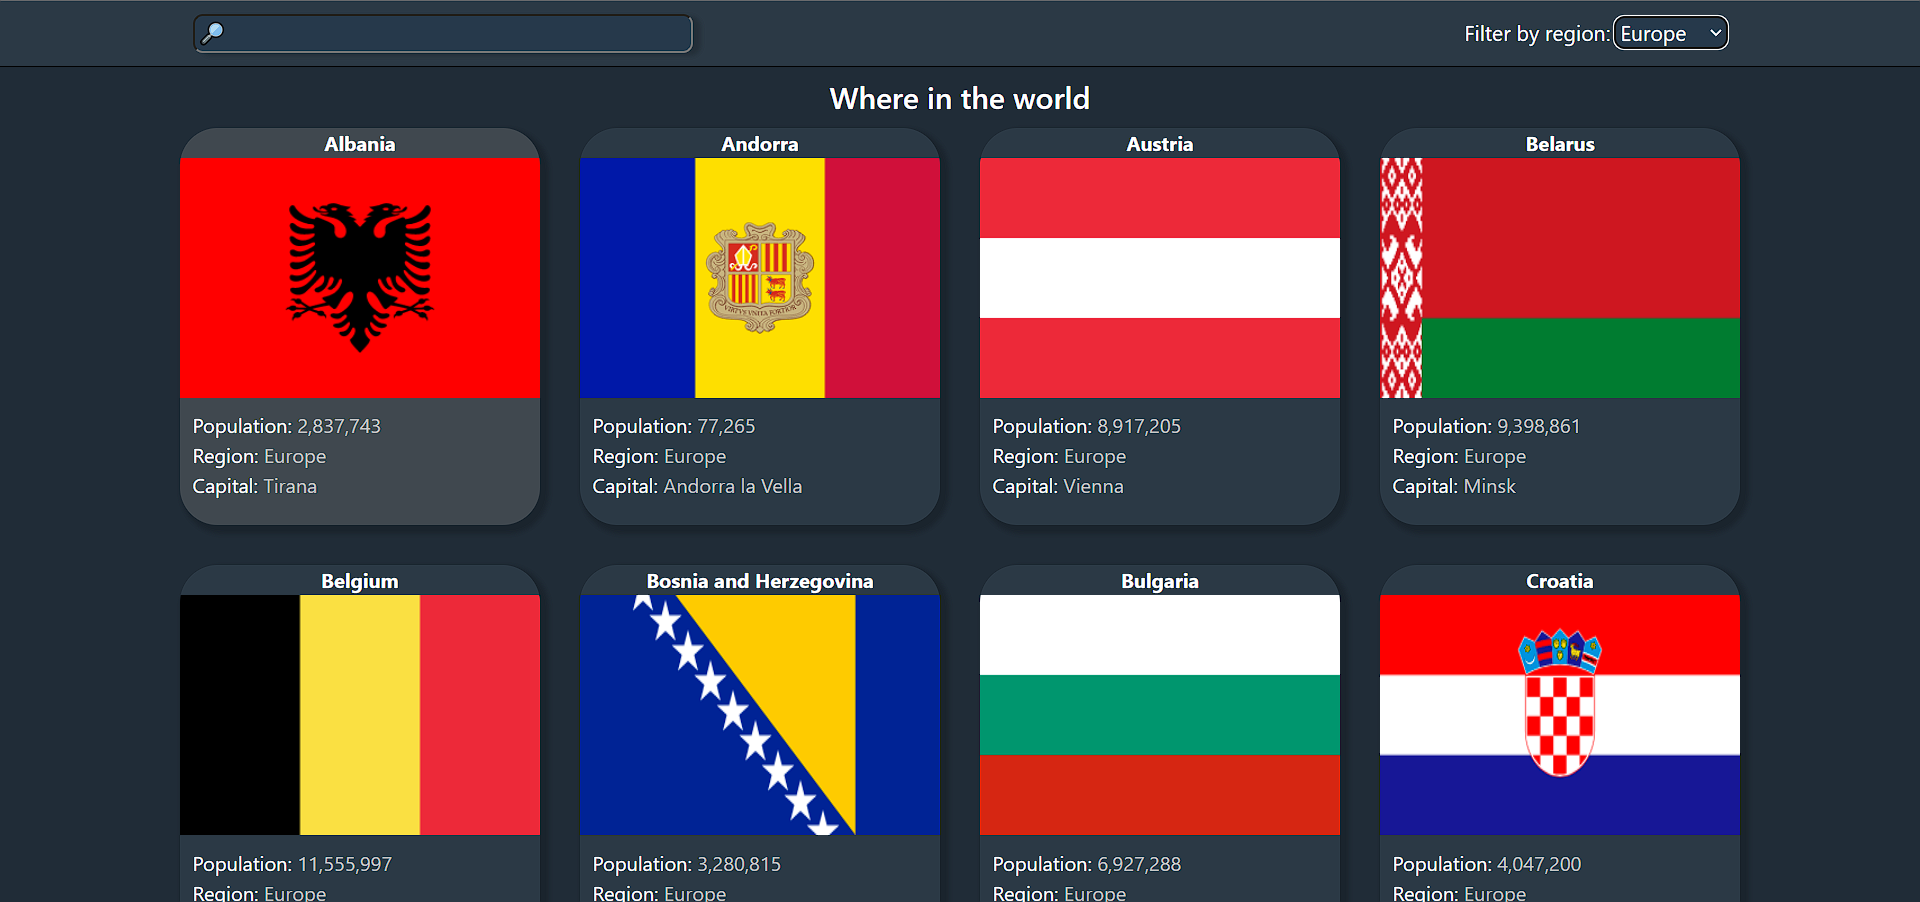 Filter by region: Europe
Where in the world
Albania
Population: 2,837,743
Region: Europe
Capital: Tirana
Andorra
VIRTVS VNITA FORTIOR
Population: 77,265
Region: Europe
Capital: Andorra la Vella
Austria
Population: 8,917,205
Region: Europe
Capital: Vienna
Belarus
Population: 9,398,861
Region: Europe
Capital: Minsk
Belgium
Population: 11,555,997
Region: Europe
Bosnia and Herzegovina
Population: 3,280,815
Region: Europe
Bulgaria
Population: 6,927,288
Region: Europe
Croatia
Population: 4,047,200
Region: Europe